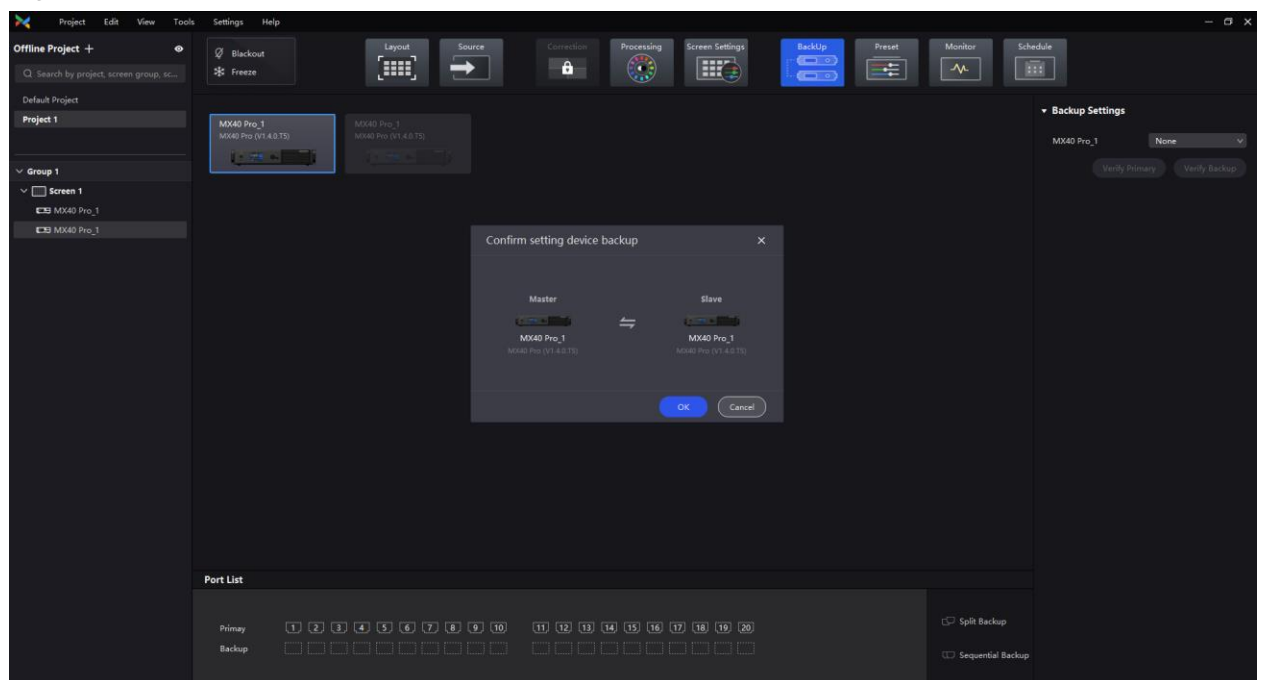 Project Edit View Tools Settings Help
Offline Project +
Search by project, screen group, sc...
Default Project
Project 1
Group 1
Screen 1
MX40 Pro_1
MX40 Pro_1
Blackout
Freeze
Layout
Source
Correction
Processing
Screen Settings
BackUp
Preset
Monitor
Schedule
MX40 Pro_1
MX40 Pro (V1.4.0.T5)
MX40 Pro_1
MX40 Pro (V1.4.0.T5)
Confirm setting device backup
Master
MX40 Pro_1
MX40 Pro (V1.4.0.T5)
Slave
MX40 Pro_1
MX40 Pro (V1.4.0.T5)
OK Cancel
Backup Settings
MX40 Pro_1 None
Verify Primary Verify Backup
Port List
Primay 1 2 3 4 5 6 7 8 9 10 11 12 13 14 15 16 17 18 19 20
Backup
Split Backup
Sequential Backup